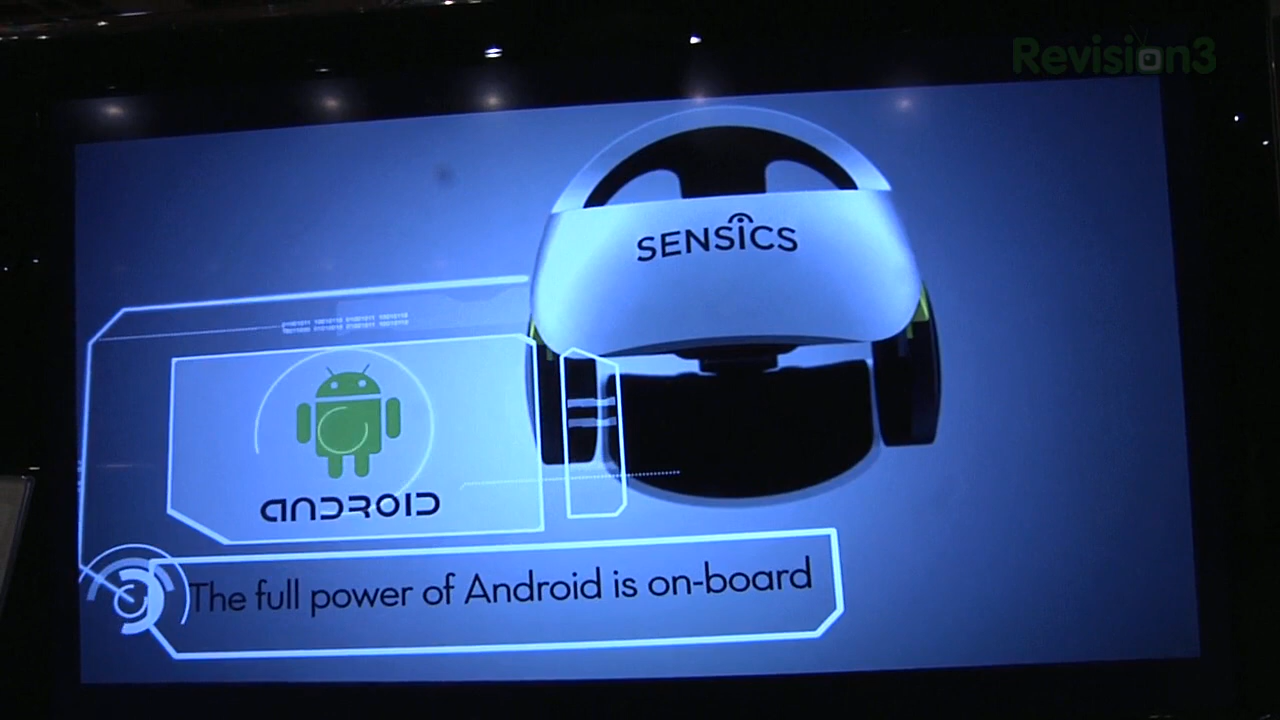 Revision3
SENSICS
ANDROID
The full power of Android is on-board